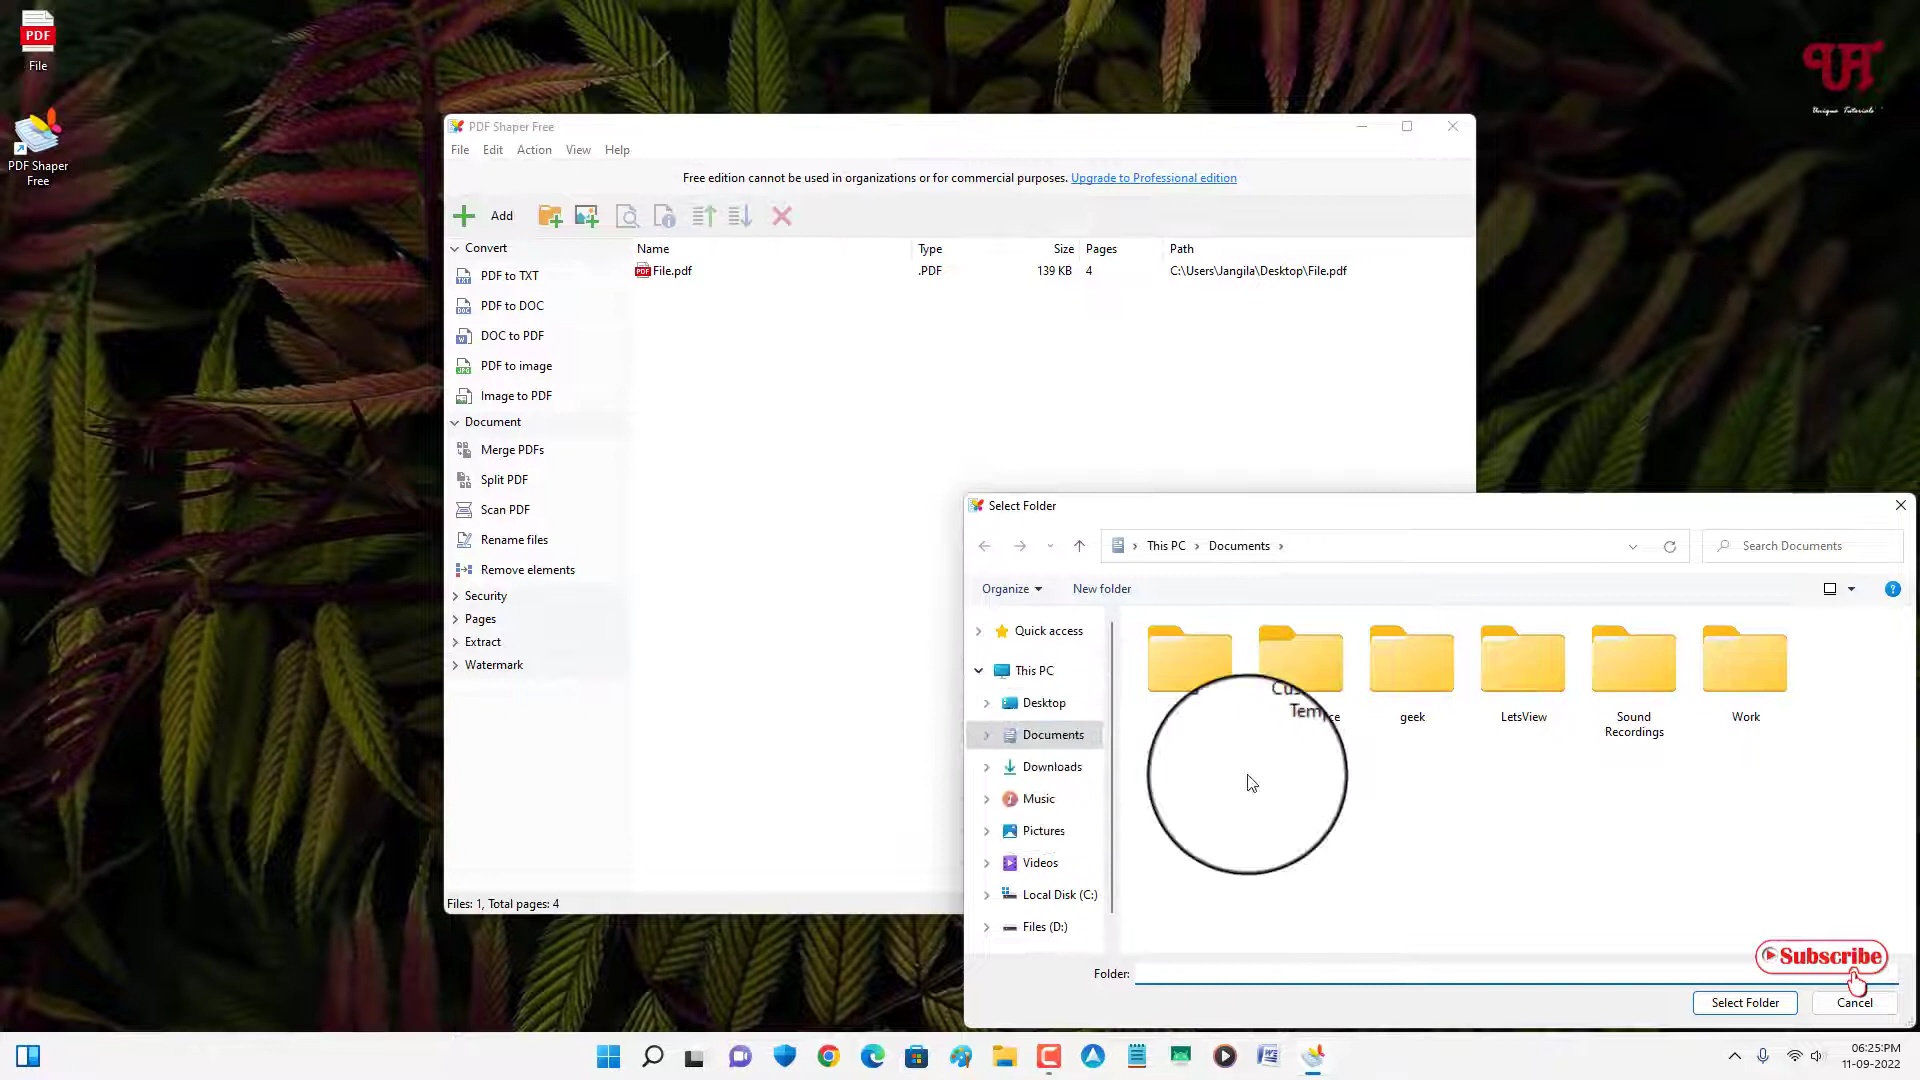 PDF
File
PDF Shaper
Free
UT
Unique Tutorials
PDF Shaper Free
File Edit Action View Help
Free edition cannot be used in organizations or for commercial purposes. Upgrade to Professional edition
Add
Convert
PDF to TXT
PDF to DOC
DOC to PDF
PDF to image
Image to PDF
Document
Merge PDFs
Split PDF
Scan PDF
Rename files
Remove elements
Security
Pages
Extract
Watermark
Name Type Size Pages Path
File.pdf .PDF 139 KB 4 C:\Users\Jangila\Desktop\File.pdf
Files: 1, Total pages: 4
Select Folder
This PC › Documents ›
Search Documents
Organize New folder
Quick access
This PC
Desktop
Documents
Downloads
Music
Pictures
Videos
Local Disk (C:)
Files (D:)
geek
LetsView
Sound
Recordings
Work
Folder:
Subscribe
Select Folder Cancel
06:25:PM
11-09-2022